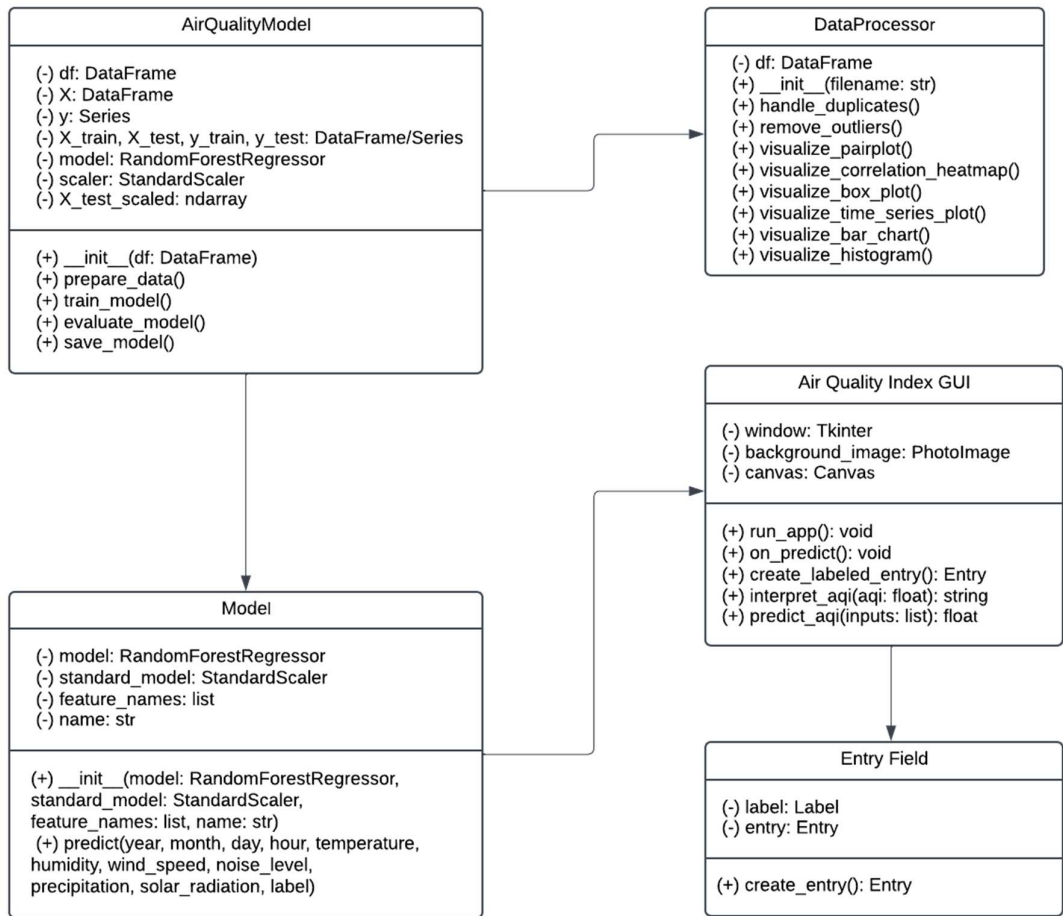 AirQualityModel
(-) df: DataFrame
(-) X: DataFrame
(-) y: Series
(-) X_train, X_test, y_train, y_test: DataFrame/Series
(-) model: RandomForestRegressor
(-) scaler: StandardScaler
(-) X_test_scaled: ndarray
(+) __init__(df: DataFrame)
(+) prepare_data()
(+) train_model()
(+) evaluate_model()
(+) save_model()
DataProcessor
(-) df: DataFrame
(+) __init__(filename: str)
(+) handle_duplicates()
(+) remove_outliers()
(+) visualize_pairplot()
(+) visualize_correlation_heatmap()
(+) visualize_box_plot()
(+) visualize_time_series_plot()
(+) visualize_bar_chart()
(+) visualize_histogram()
Air Quality Index GUI
(-) window: Tkinter
(-) background_image: PhotoImage
(-) canvas: Canvas
(+) run_app(): void
(+) on_predict(): void
(+) create_labeled_entry(): Entry
(+) interpret_aqi(aqi: float): string
(+) predict_aqi(inputs: list): float
Model
(-) model: RandomForestRegressor
(-) standard_model: StandardScaler
(-) feature_names: list
(-) name: str
(+) __init__(model: RandomForestRegressor,
standard_model: StandardScaler,
feature_names: list, name: str)
(+) predict(year, month, day, hour, temperature,
humidity, wind_speed, noise_level,
precipitation, solar_radiation, label)
Entry Field
(-) label: Label
(-) entry: Entry
(+) create_entry(): Entry